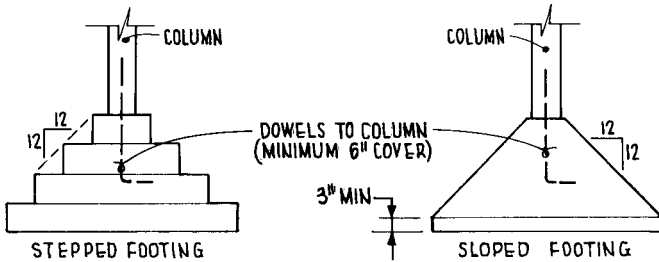 COLUMN
COLUMN
12
12
12
12
DOWELS TO COLUMN
(MINIMUM 6" COVER)
3" MIN
STEPPED FOOTING
SLOPED FOOTING